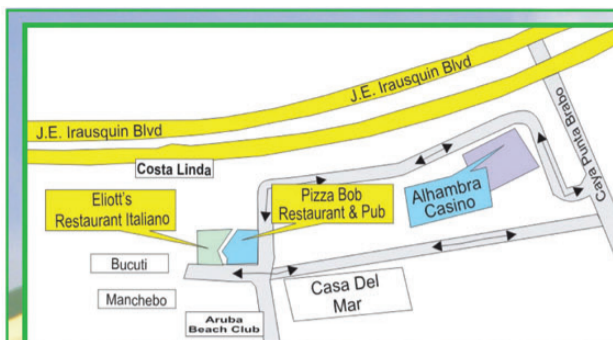 J.E. Irausquin Blvd
J.E. Irausquin Blvd
Costa Linda
Caya Punta Brabo
Eliott's
Restaurant Italiano
Pizza Bob
Restaurant & Pub
Alhambra
Casino
Bucuti
Manchebo
Casa Del
Mar
Aruba
Beach Club